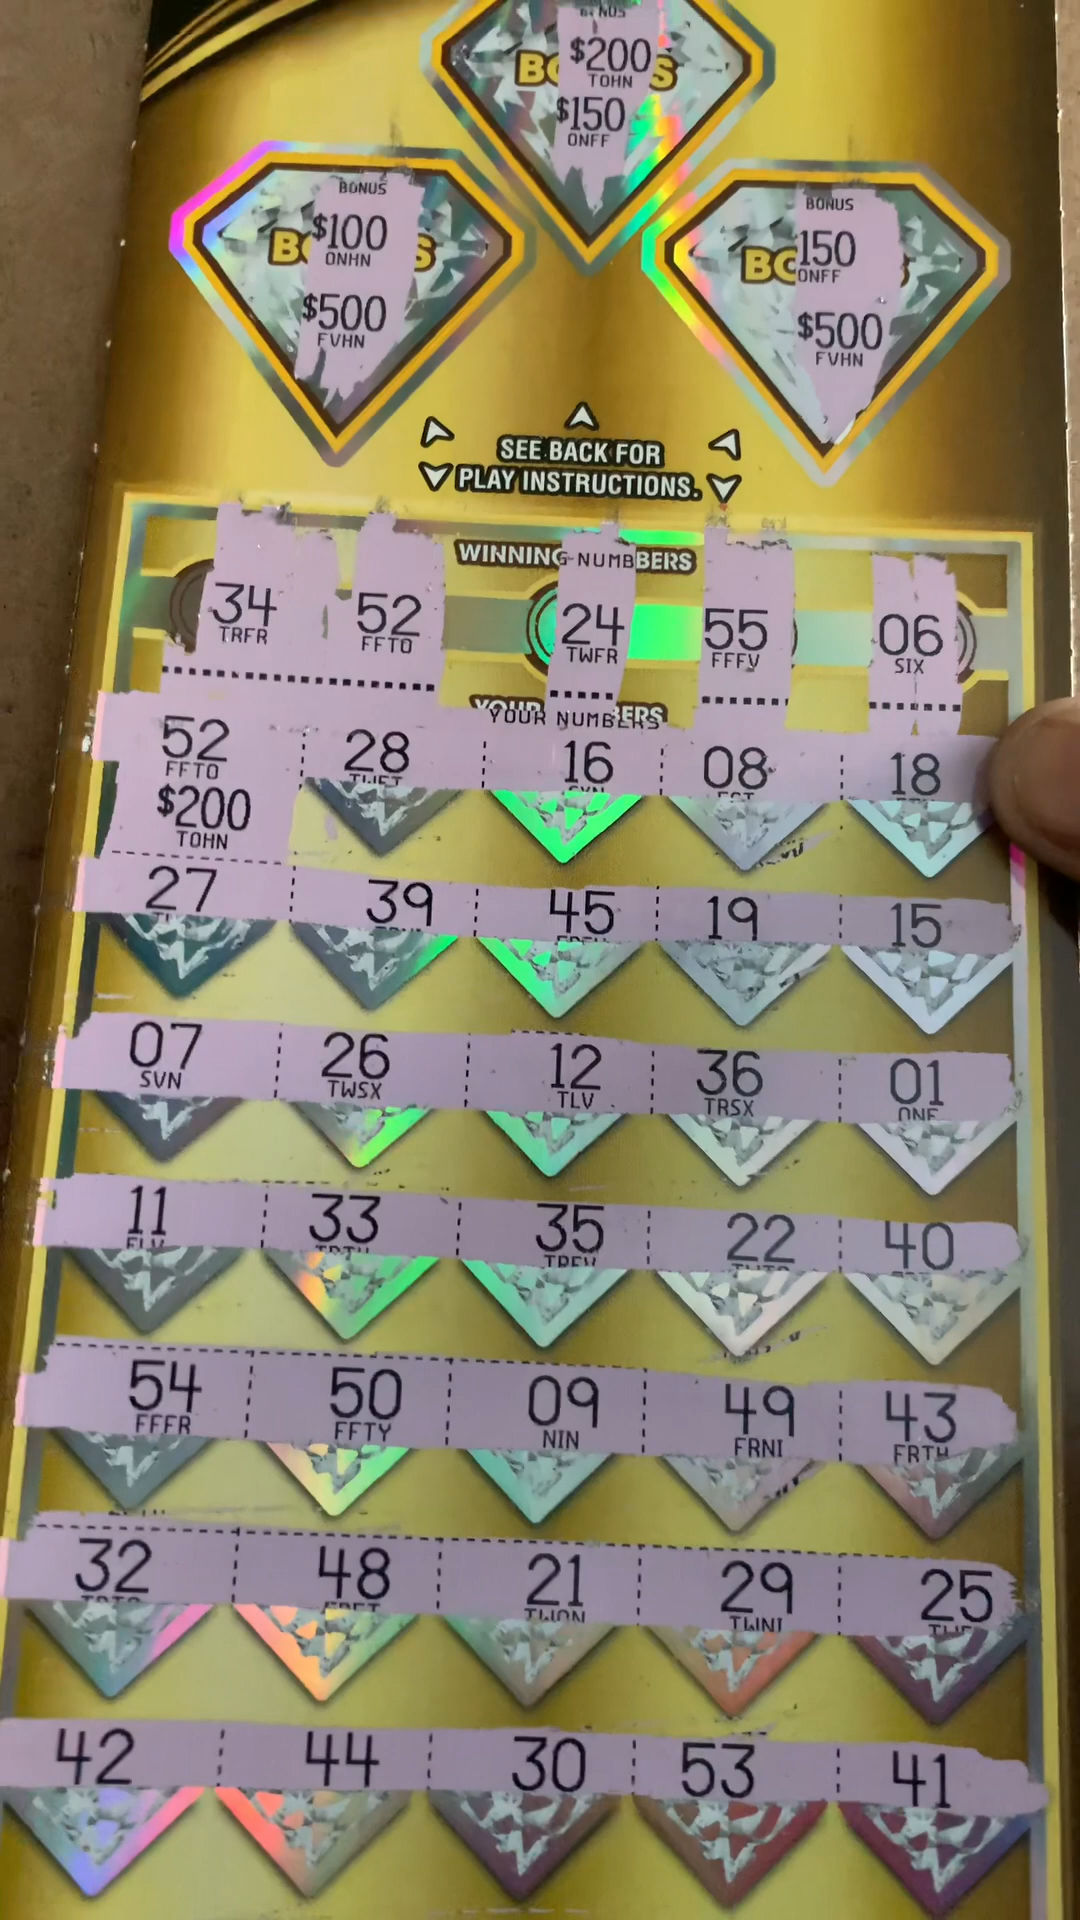 BONUS
$200
TOHN
$150
ONFF
BONUS
$100
ONHN
$500
FVHN
BONUS
150
ONFF
$500
FVHN
SEE BACK FOR
PLAY INSTRUCTIONS.
WINNING NUMBERS
34 52 24 55 06
TRFR FFTO TWFR FFFV SIX
YOUR NUMBERS
52 28 16 08 18
FFTO
$200
TOHN
27 39 45 19 15
07 26 12 36 01
SVN TWSX TLV TRSX ONE
11 33 35 22 40
54 50 09 49 43
FFFR FFTY NIN FRNI FRTH
32 48 21 29 25
TWON TWNI
42 44 30 53 41